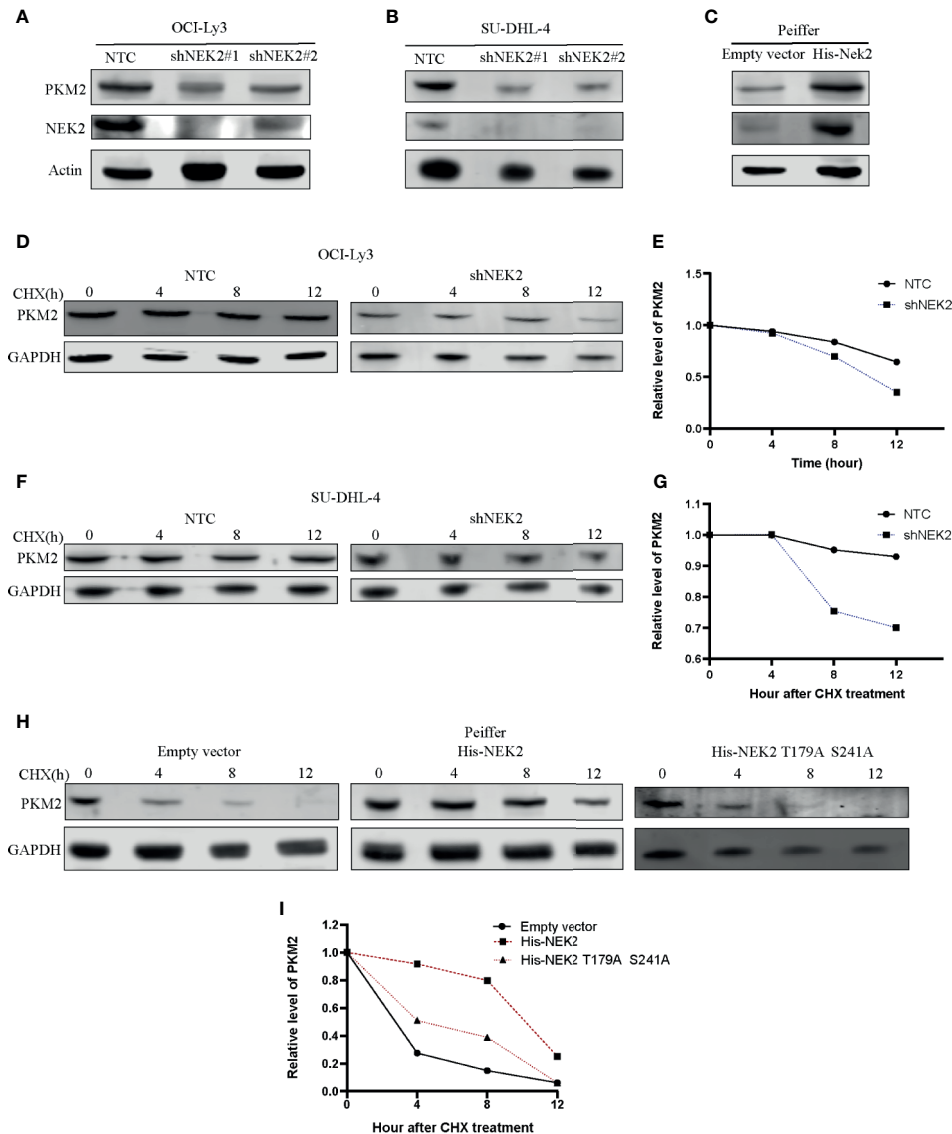 A
OCI-Ly3
NTC shNEK2#1 shNEK2#2
PKM2
NEK2
Actin
B
SU-DHL-4
NTC shNEK2#1 shNEK2#2
C
Peiffer
Empty vector His-Nek2
D
OCI-Ly3
NTC shNEK2
CHX(h) 0 4 8 12 0 4 8 12
PKM2
GAPDH
E
Relative level of PKM2
1.5
1.0
0.5
0.0
0 4 8 12
Time (hour)
NTC
shNEK2
F
SU-DHL-4
NTC shNEK2
CHX(h) 0 4 8 12 0 4 8 12
PKM2
GAPDH
G
Relative level of PKM2
1.1
1.0
0.9
0.8
0.7
0.6
0 4 8 12
Hour after CHX treatment
NTC
shNEK2
H
Peiffer
Empty vector His-NEK2 His-NEK2 T179A S241A
CHX(h) 0 4 8 12 0 4 8 12 0 4 8 12
PKM2
GAPDH
I
Relative level of PKM2
1.2
1.0
0.8
0.6
0.4
0.2
0.0
0 4 8 12
Hour after CHX treatment
Empty vector
His-NEK2
His-NEK2 T179A S241A